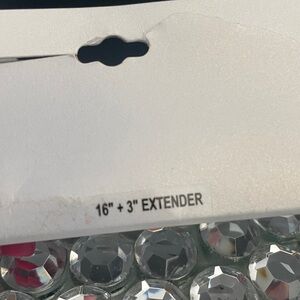 16" + 3" EXTENDER